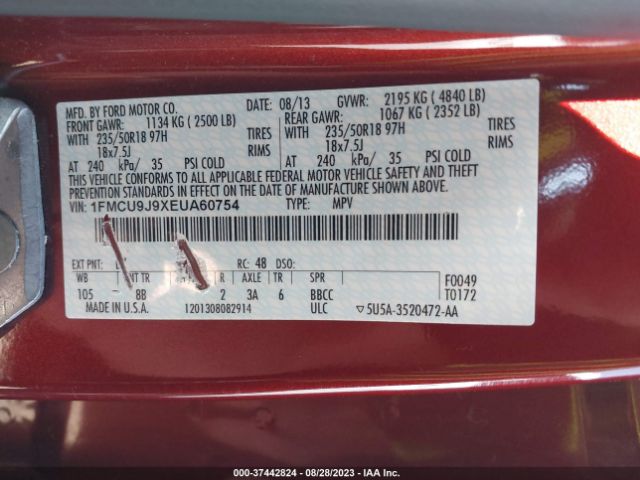 MFD. BY FORD MOTOR CO. DATE: 08/13 GVWR: 2195 KG ( 4840 LB)
FRONT GAWR: 1134 KG ( 2500 LB) REAR GAWR: 1067 KG ( 2352 LB)
WITH 235/50R18 97H TIRES WITH 235/50R18 97H TIRES
18x7.5J RIMS 18x7.5J RIMS
AT 240 kPa/ 35 PSI COLD AT 240 kPa/ 35 PSI COLD
THIS VEHICLE CONFORMS TO ALL APPLICABLE FEDERAL MOTOR VEHICLE SAFETY, BUMPER, AND
THEFT PREVENTION STANDARDS IN EFFECT ON THE DATE OF MANUFACTURE SHOWN ABOVE.
VIN: 1FMCU9J9XEUA60754 TYPE: MPV
EXT PNT: RC: 48 DSO:
WB TR R AXLE TR SPR F0049
105 8B 2 3A 6 BBCC T0172
MADE IN U.S.A. 1201308082914 ULC ▽5U5A-3520472-AA
000-37442824 | 08/28/2023 | IAA Inc.